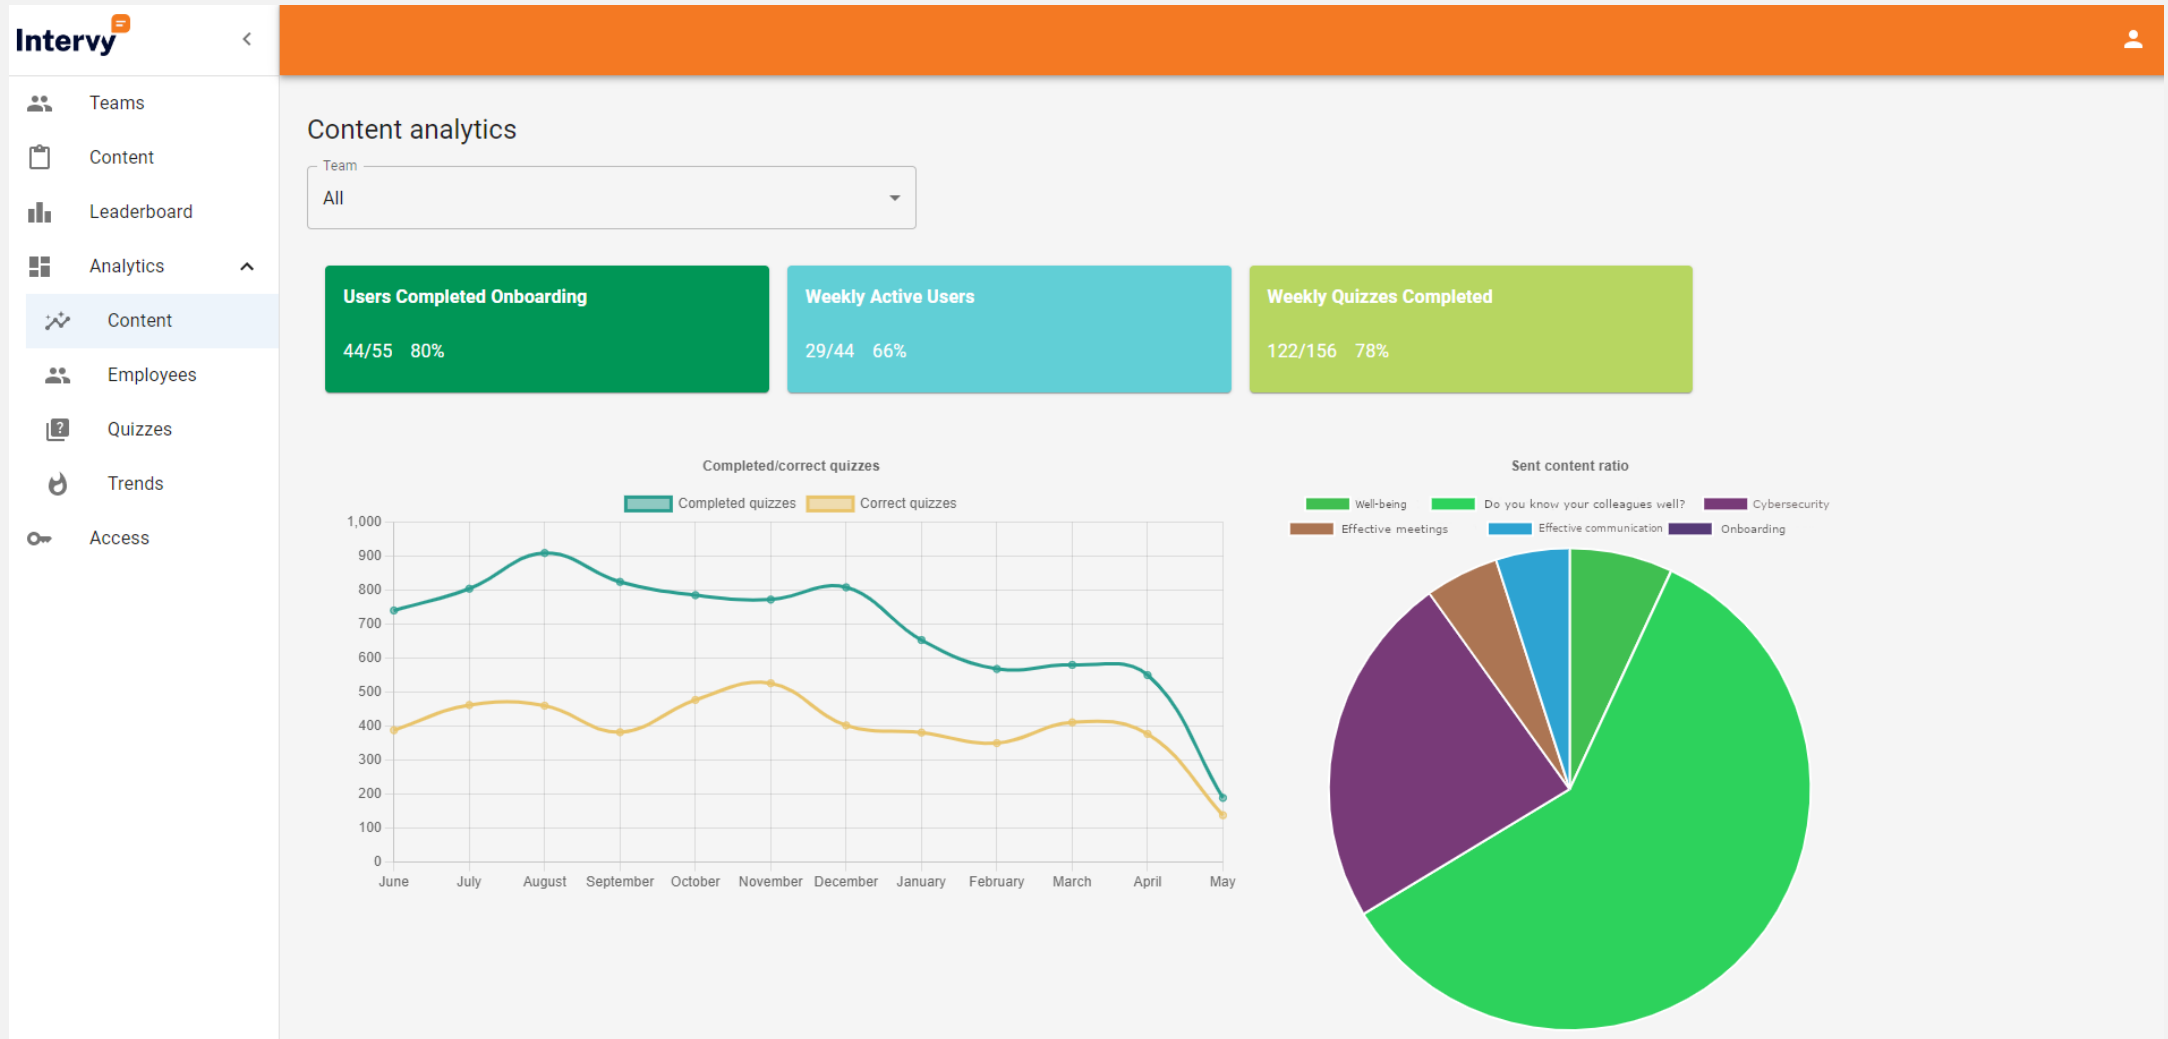 Intervy
Teams
Content
Leaderboard
Analytics
Content
Employees
Quizzes
Trends
Access
Content analytics
Team
All
Users Completed Onboarding
44/55 80%
Weekly Active Users
29/44 66%
Weekly Quizzes Completed
122/156 78%
Completed/correct quizzes
Completed quizzes Correct quizzes
1,000
900
800
700
600
500
400
300
200
100
0
June July August September October November December January February March April May
Sent content ratio
Well-being Do you know your colleagues well? Cybersecurity
Effective meetings Effective communication Onboarding